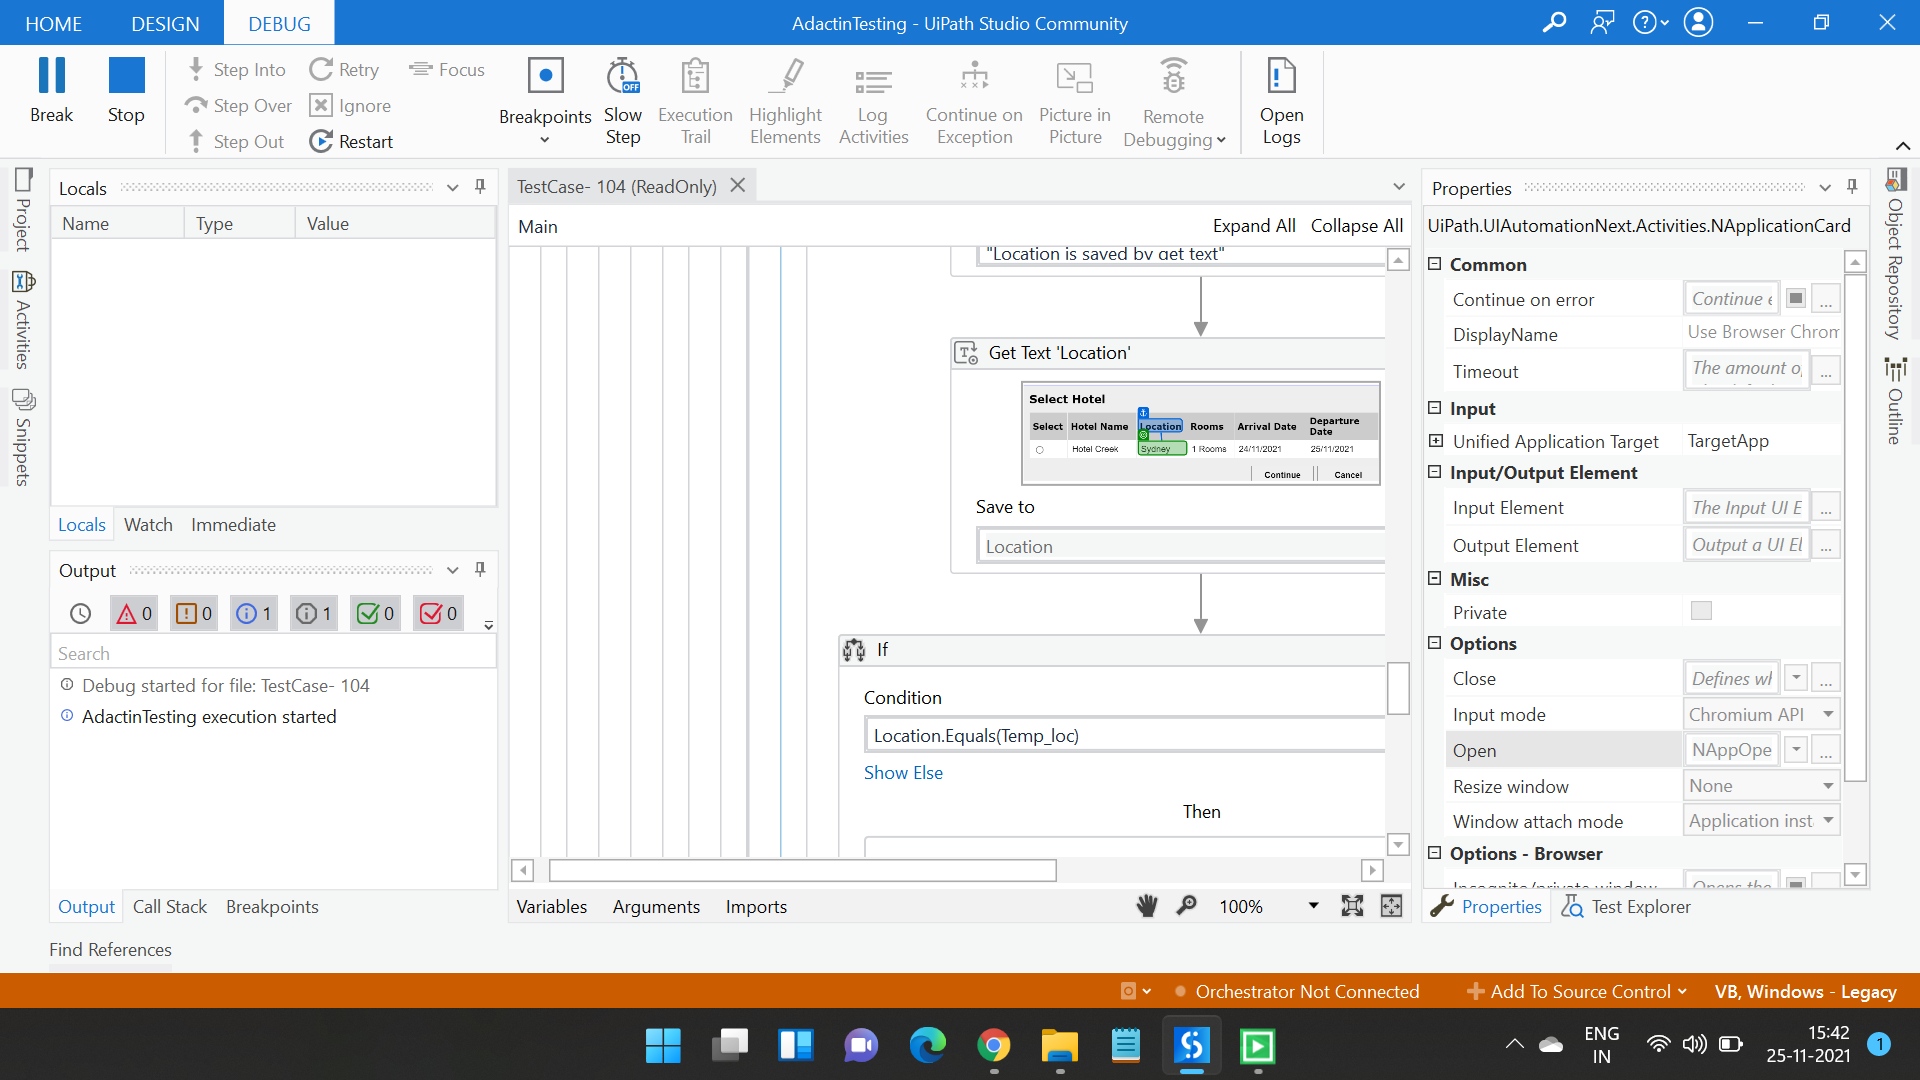 HOME DESIGN DEBUG
AdactinTesting - UiPath Studio Community
Break
Stop
Step Into
Step Over
Step Out
Retry
Ignore
Restart
Focus
Breakpoints
Slow Step
Execution Trail
Highlight Elements
Log Activities
Continue on Exception
Picture in Picture
Remote Debugging
Open Logs
Project
Activities
Snippets
Locals
Name Type Value
Locals Watch Immediate
Output
0 0 1 1 0 0
Search
Debug started for file: TestCase- 104
AdactinTesting execution started
Output Call Stack Breakpoints
Find References
TestCase- 104 (ReadOnly)
Main Expand All Collapse All
"Location is saved by get text"
Get Text 'Location'
Select Hotel
Select Hotel Name Location Rooms Arrival Date Departure Date
Hotel Creek Sydney 1 Rooms 24/11/2021 25/11/2021
Continue Cancel
Save to
Location
If
Condition
Location.Equals(Temp_loc)
Show Else
Then
Variables Arguments Imports 100%
Properties
UiPath.UIAutomationNext.Activities.NApplicationCard
Common
Continue on error Continue e ...
DisplayName Use Browser Chrom
Timeout The amount o ...
Input
Unified Application Target TargetApp
Input/Output Element
Input Element The Input UI E ...
Output Element Output a UI El ...
Misc
Private
Options
Close Defines wh ...
Input mode Chromium API
Open NAppOpe ...
Resize window None
Window attach mode Application inst
Options - Browser
Incognito/private window Opens the
Properties Test Explorer
Object Repository
Outline
Orchestrator Not Connected Add To Source Control VB, Windows - Legacy
ENG
IN
15:42
25-11-2021
1